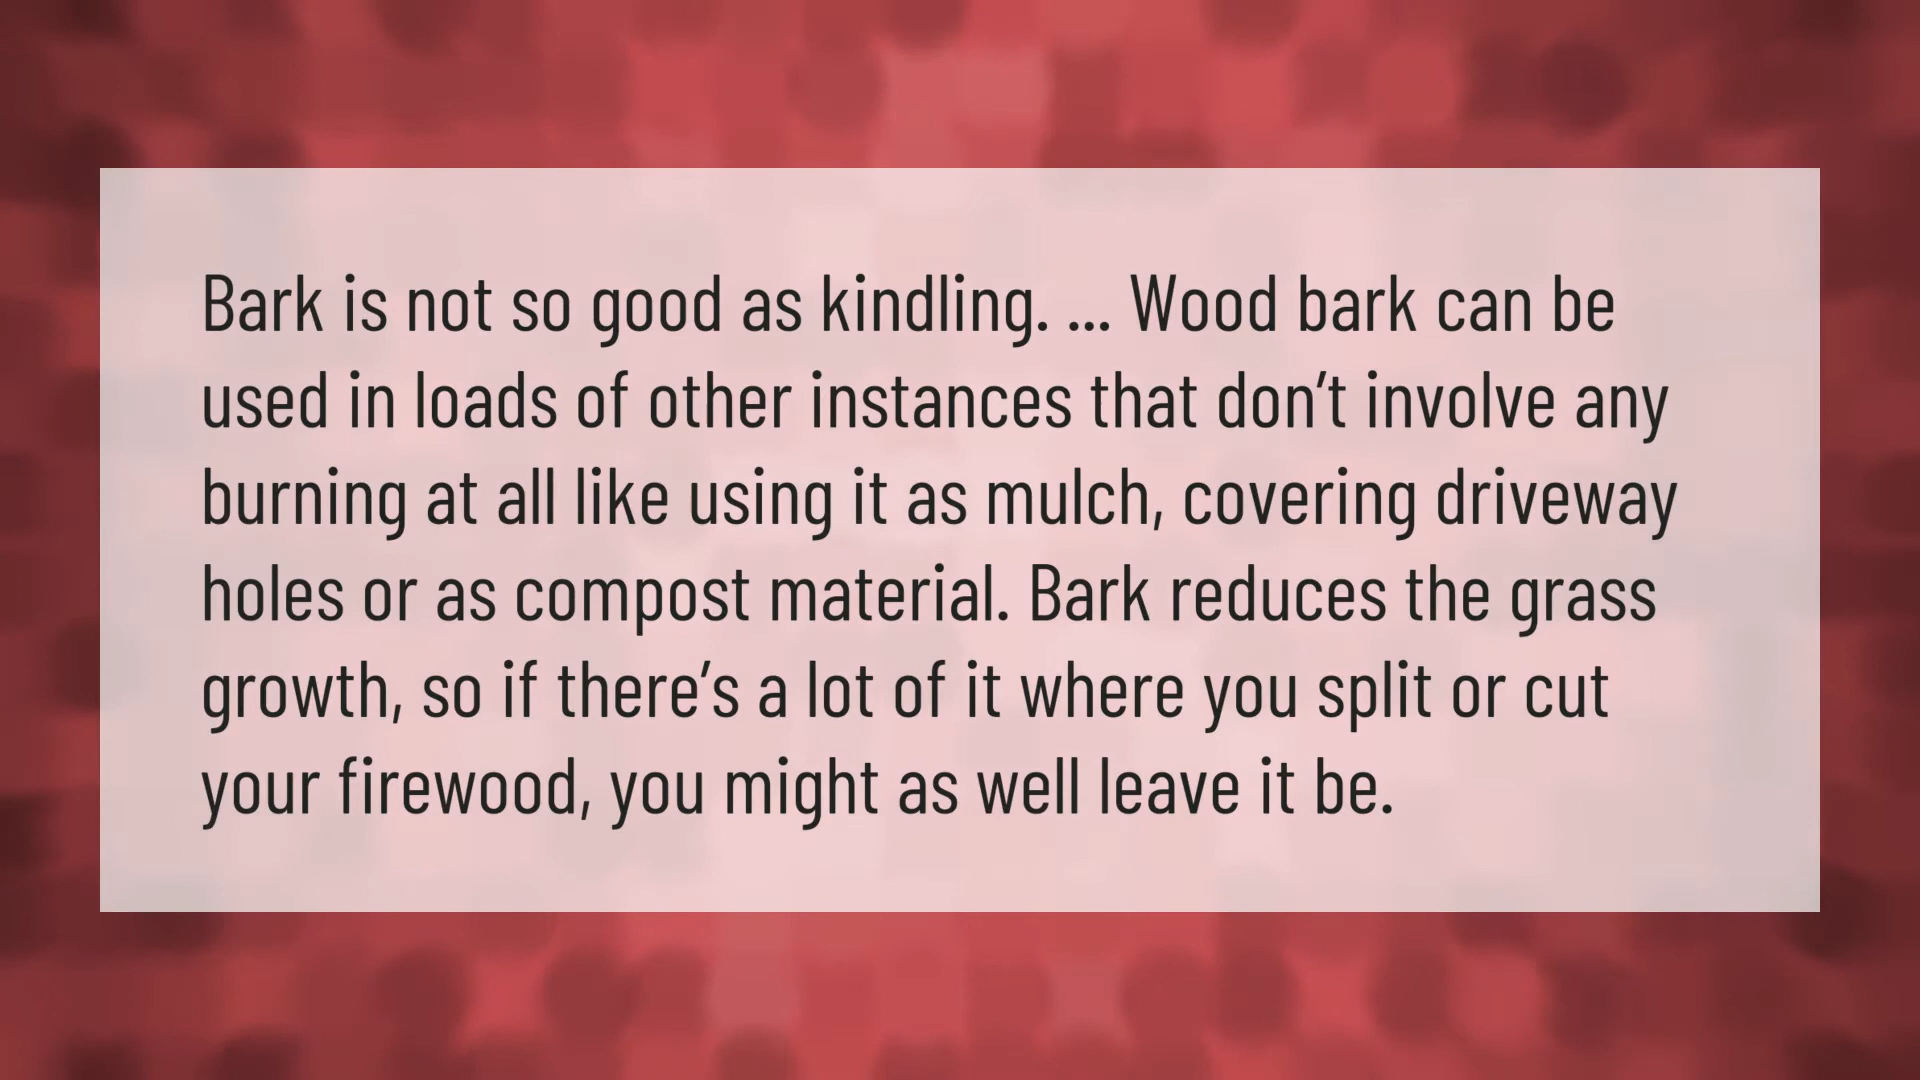 Bark is not so good as kindling. ... Wood bark can be
used in loads of other instances that don’t involve any
burning at all like using it as mulch, covering driveway
holes or as compost material. Bark reduces the grass
growth, so if there’s a lot of it where you split or cut
your firewood, you might as well leave it be.